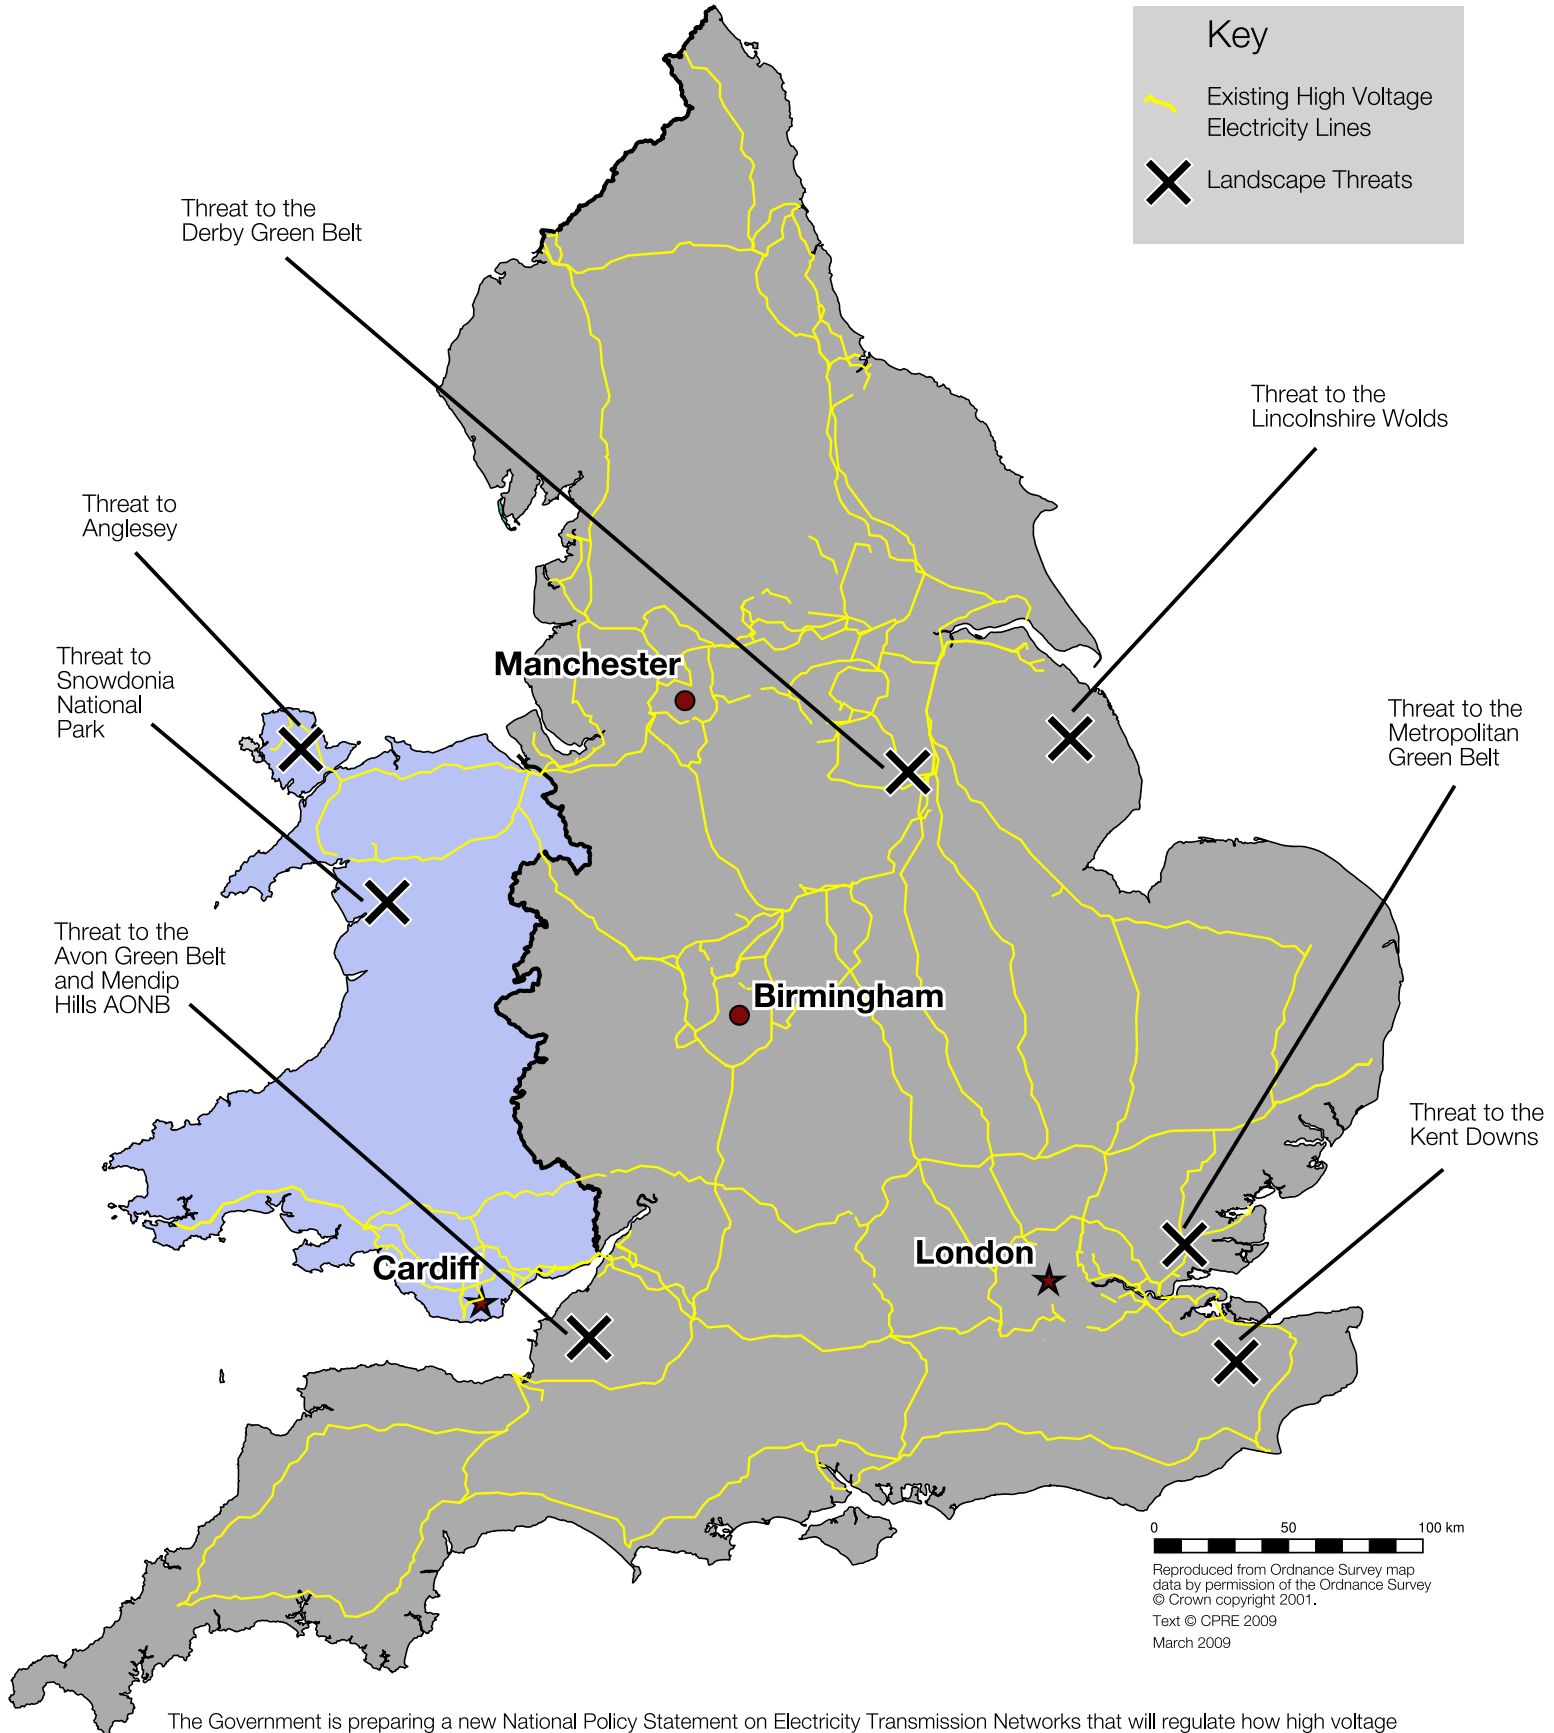 Key
Existing High Voltage
Electricity Lines
Landscape Threats
Threat to the
Derby Green Belt
Threat to the
Lincolnshire Wolds
Threat to
Anglesey
Threat to
Snowdonia
National
Park
Manchester
Threat to the
Metropolitan
Green Belt
Threat to the
Avon Green Belt
and Mendip
Hills AONB
Birmingham
Threat to the
Kent Downs
Cardiff
London
0 50 100 km
Reproduced from Ordnance Survey map
data by permission of the Ordnance Survey
© Crown copyright 2001.
Text © CPRE 2009
March 2009
The Government is preparing a new National Policy Statement on Electricity Transmission Networks that will regulate how high voltage